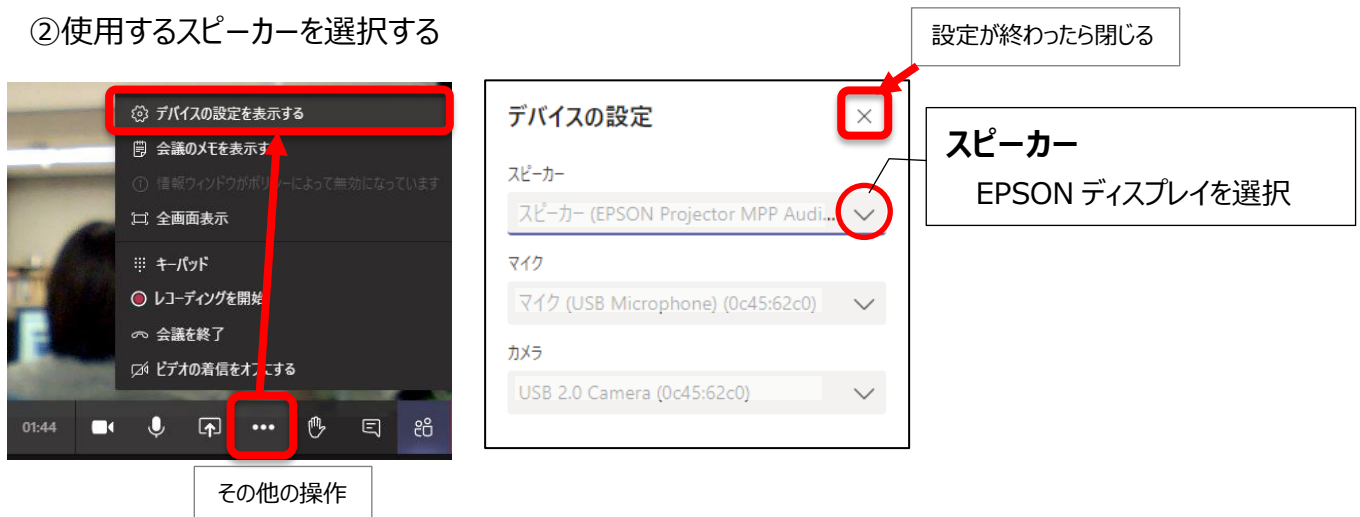 ②使用するスピーカーを選択する
設定が終わったら閉じる
デバイスの設定を表示する
会議のメモを表示す
情報ウィンドウがポリシーによって無効になっています
全画面表示
キーパッド
レコーディングを開始
会議を終了
ビデオの着信をオフにする
01:44
その他の操作
デバイスの設定
スピーカー
スピーカー (EPSON Projector MPP Audi...
マイク
マイク (USB Microphone) (0c45:62c0)
カメラ
USB 2.0 Camera (0c45:62c0)
スピーカー
EPSON ディスプレイを選択